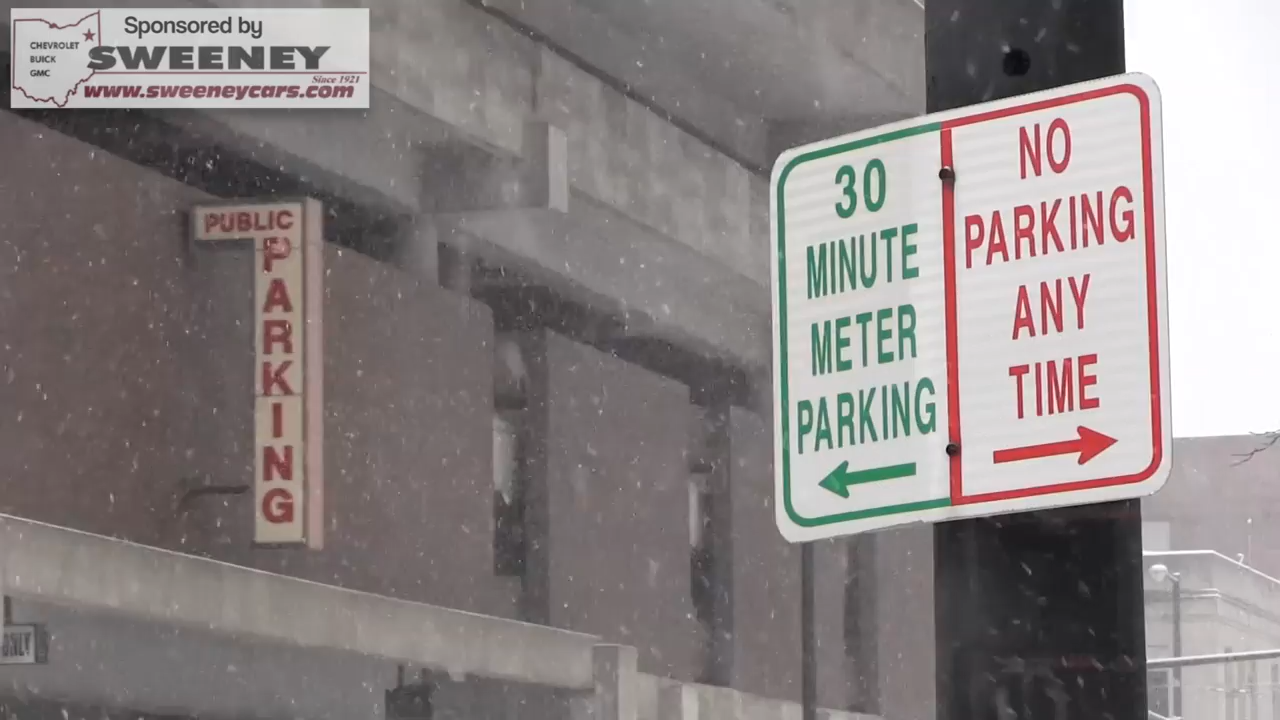 Sponsored by
CHEVROLET
BUICK
GMC
SWEENEY
Since 1921
www.sweeneycars.com
PUBLIC
PARKING
30
MINUTE
METER
PARKING
NO
PARKING
ANY
TIME
ONLY